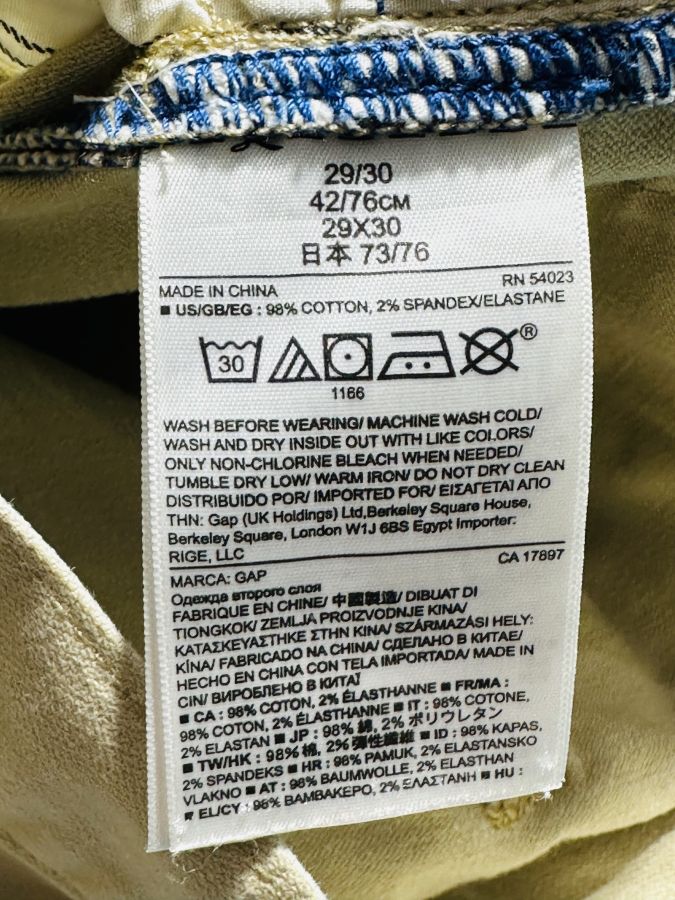 29/30
42/76CM
29X30
日本 73/76
RN 54023
MADE IN CHINA
■ US/GB/EG : 98% COTTON, 2% SPANDEX/ELASTANE
30
®
1166
WASH BEFORE WEARING/ MACHINE WASH COLD/
WASH AND DRY INSIDE OUT WITH LIKE COLORS/
ONLY NON-CHLORINE BLEACH WHEN NEEDED/
TUMBLE DRY LOW/ WARM IRON/ DO NOT DRY CLEAN
DISTRIBUIDO POR/ IMPORTED FOR/ ΕΙΣΑΓΕΤΑΙ ΑΠΟ
ΤΗΝ: Gap (UK Holdings) Ltd,Berkeley Square House,
Berkeley Square, London W1J 6BS Egypt Importer:
RIGE, LLC
CA 17897
MARCA: GAP
Одежда второго слоя
FABRIQUE EN CHINE/ 中國製造/ DIBUAT DI
TIONGKOK/ ZEMLJA PROIZVODNJE KINA/
ΚΑΤΑΣΚΕΥΑΣΤΗΚΕ ΣΤΗΝ ΚΙΝΑ/ SZÁRMAZÁSI HELY:
KÍNA/ FABRICADO NA CHINA/ СДЕЛАНО В КИТАЕ/
HECHO EN CHINA CON TELA IMPORTADA/ MADE IN
CIN/ ВИРОБЛЕНО В КИТАЇ
■ CA : 98% COTON, 2% ÉLASTHANNE ■ FR/MA :
98% COTON, 2% ÉLASTHANNE ■ IT : 98% COTONE,
2% ELASTAN ■ JP : 98% 綿, 2% ポリウレタン
■ TW/HK : 98% 棉, 2% 彈性纖維 ■ ID : 98% KAPAS,
2% SPANDEKS ■ HR : 98% PAMUK, 2% ELASTANSKO
VLAKNO ■ AT : 98% BAUMWOLLE, 2% ELASTHAN
■ EL/CY : 98% ΒΑΜΒΑΚΕΡΟ, 2% ΕΛΑΣΤΑΝΗ ■ HU :